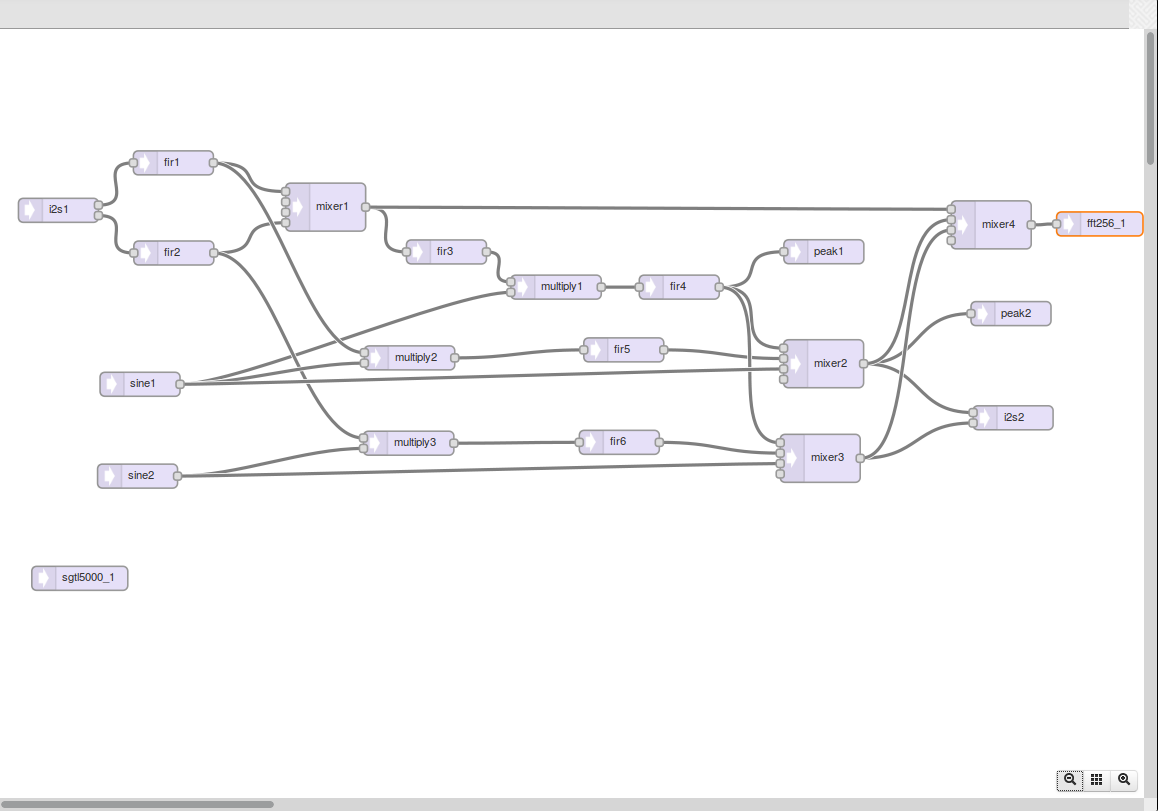 fir1
i2s1
mixer1
fir2
fir3
mixer4
fft256_1
peak1
multiply1
fir4
peak2
multiply2
fir5
mixer2
sine1
i2s2
multiply3
fir6
mixer3
sine2
sgtl5000_1